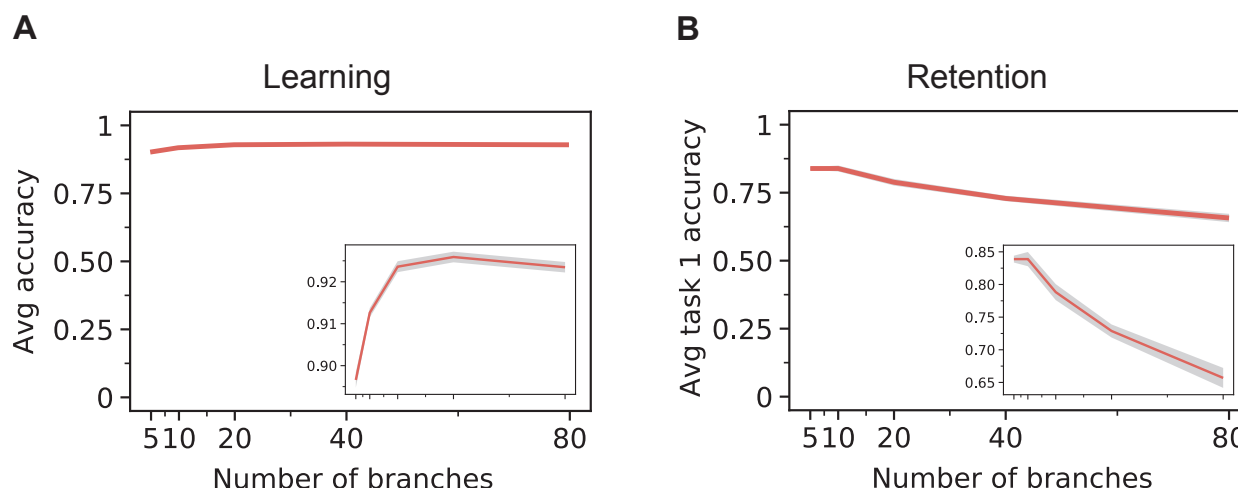 A
Learning
Avg accuracy
1
0.75
0.50
0.25
0
5 10 20 40 80
Number of branches
0.92
0.91
0.90
B
Retention
Avg task 1 accuracy
1
0.75
0.50
0.25
0
5 10 20 40 80
Number of branches
0.85
0.80
0.75
0.70
0.65